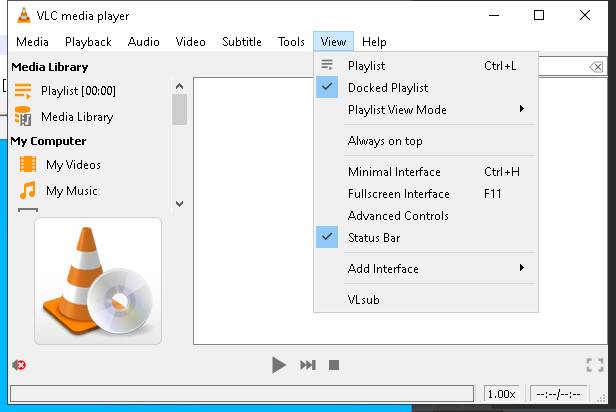 VLC media player
Media Playback Audio Video Subtitle Tools View Help
Media Library
Playlist [00:00]
Media Library
My Computer
My Videos
My Music
Playlist Ctrl+L
Docked Playlist
Playlist View Mode
Always on top
Minimal Interface Ctrl+H
Fullscreen Interface F11
Advanced Controls
Status Bar
Add Interface
VLsub
1.00x --:--/--:--